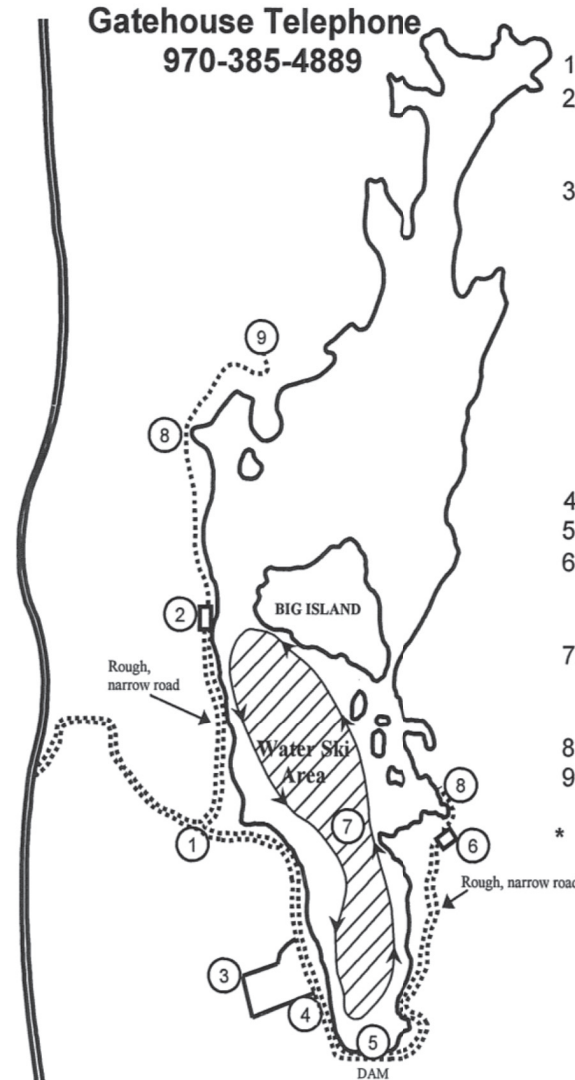 Gatehouse Telephone
970-385-4889
1
2
3
9
8
4
5
6
BIG ISLAND
2
Rough,
narrow road
7
Water Ski
Area
8
8
9
7
1
6
*
Rough, narrow road
3
4
5
DAM